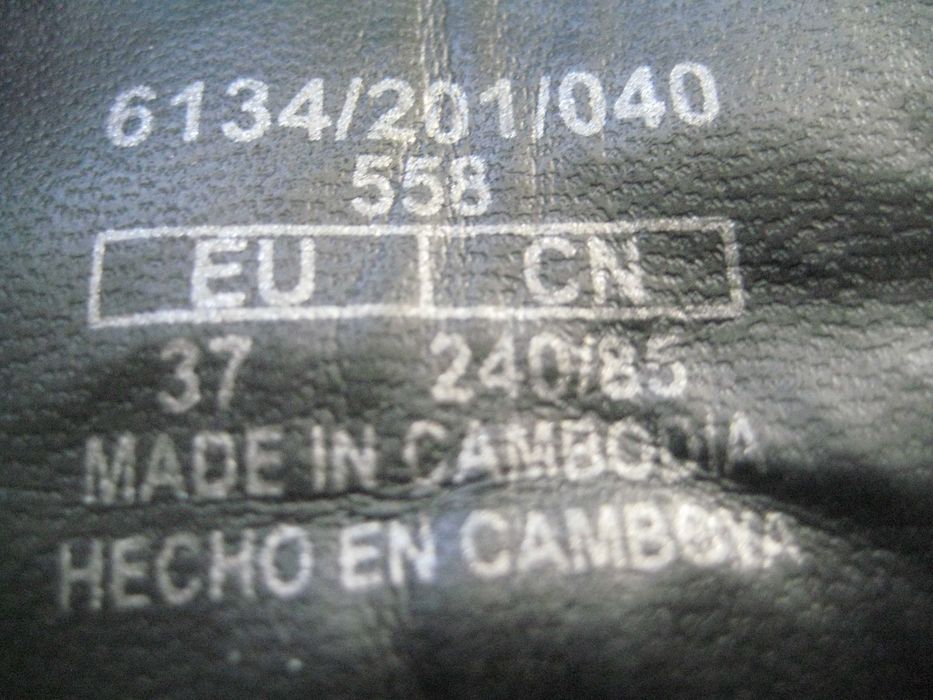 6134/201/040
558
EU CN
37 240/85
MADE IN CAMBODIA
HECHO EN CAMBOYA